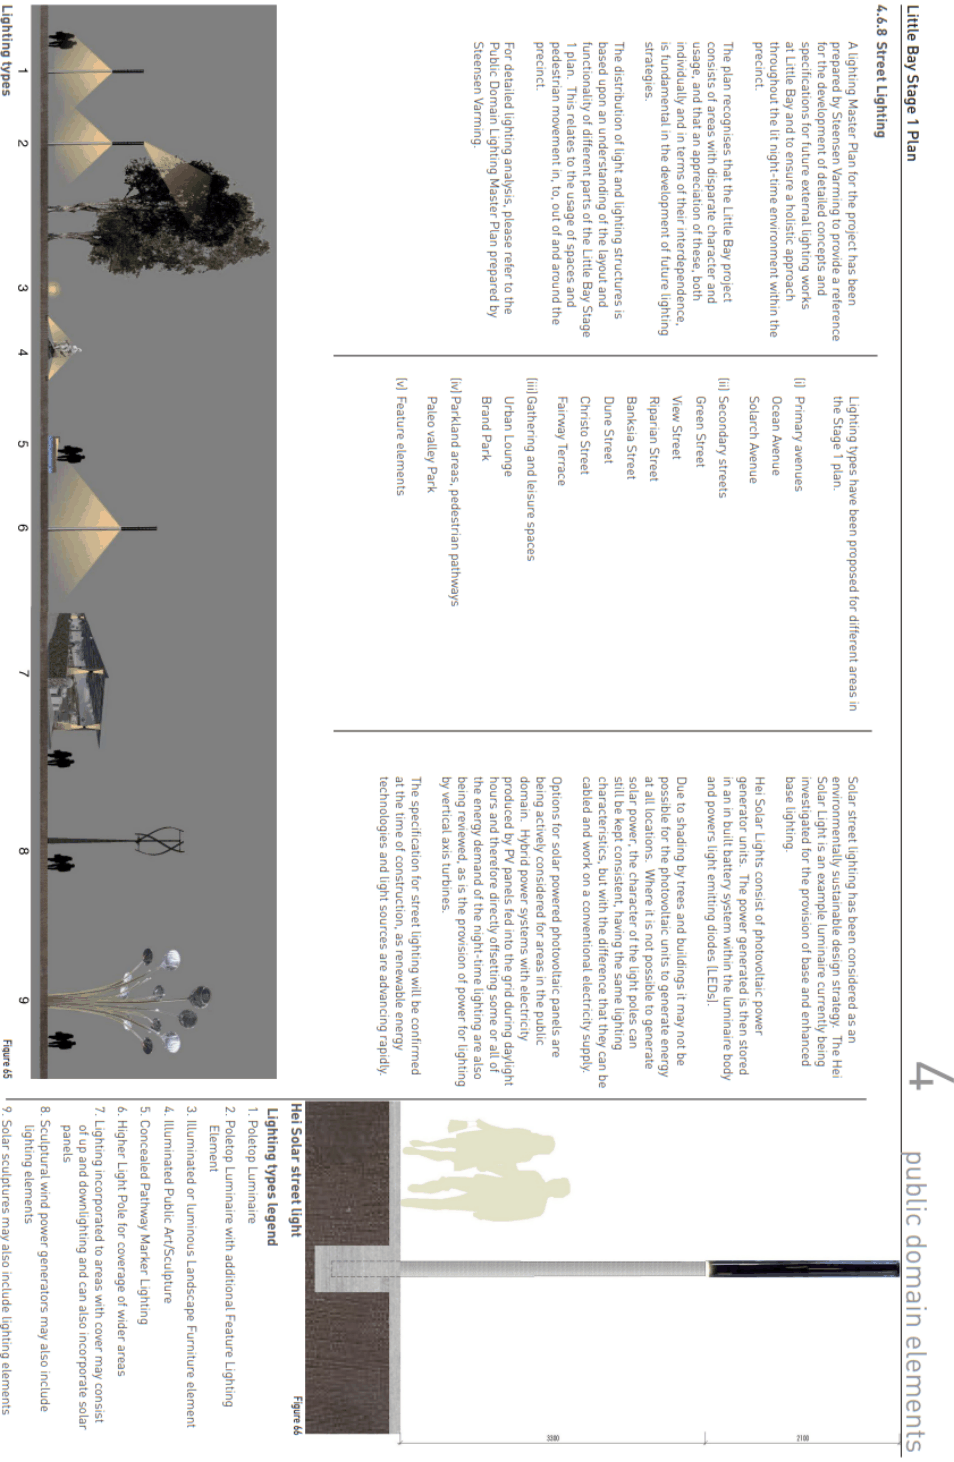 Little Bay Stage 1 Plan
4 public domain elements
4.6.8 Street Lighting
A lighting Master Plan for the project has been
prepared by Steensen Varming to provide a reference
for the development of detailed concepts and
specifications for future external lighting works
at Little Bay and to ensure a holistic approach
throughout the lit night-time environment within the
precinct.
The plan recognises that the Little Bay project
consists of areas with disparate character and
usage, and that an appreciation of these, both
individually and in terms of their interdependence,
is fundamental in the development of future lighting
strategies.
The distribution of light and lighting structures is
based upon an understanding of the layout and
functionality of different parts of the Little Bay Stage
1 plan. This relates to the usage of spaces and
pedestrian movement in, to, out of and around the
precinct.
For detailed lighting analysis, please refer to the
Public Domain Lighting Master Plan prepared by
Steensen Varming.
Lighting types have been proposed for different areas in
the Stage 1 plan.
(i) Primary avenues
Ocean Avenue
Solarch Avenue
(ii) Secondary streets
Green Street
View Street
Riparian Street
Banksia Street
Dune Street
Christo Street
Fairway Terrace
(iii) Gathering and leisure spaces
Urban Lounge
Brand Park
(iv) Parkland areas, pedestrian pathways
Paleo valley Park
(v) Feature elements
Solar street lighting has been considered as an
environmentally sustainable design strategy. The Hei
Solar Light is an example luminaire currently being
investigated for the provision of base and enhanced
base lighting.
Hei Solar Lights consist of photovoltaic power
generator units. The power generated is then stored
in an in built battery system within the luminaire body
and powers light emitting diodes (LEDs).
Due to shading by trees and buildings it may not be
possible for the photovoltaic units to generate energy
at all locations. Where it is not possible to generate
solar power, the character of the light poles can
still be kept consistent, having the same lighting
characteristics, but with the difference that they can be
cabled and work on a conventional electricity supply.
Options for solar powered photovoltaic panels are
being actively considered for areas in the public
domain. Hybrid power systems with electricity
produced by PV panels fed into the grid during daylight
hours and therefore directly offsetting some or all of
the energy demand of the night-time lighting are also
being reviewed, as is the provision of power for lighting
by vertical axis turbines.
The specification for street lighting will be confirmed
at the time of construction, as renewable energy
technologies and light sources are advancing rapidly.
3300
2100
Hei Solar street light
Figure 66
Lighting types legend
1. Poletop Luminaire
2. Poletop Luminaire with additional Feature Lighting
Element
3. Illuminated or luminous Landscape Furniture element
4. Illuminated Public Art/Sculpture
5. Concealed Pathway Marker Lighting
6. Higher Light Pole for coverage of wider areas
7. Lighting incorporated to areas with cover may consist
of up and downlighting and can also incorporate solar
panels
8. Sculptural wind power generators may also include
lighting elements
9. Solar sculptures may also include lighting elements
1 2 3 4 5 6 7 8 9
Lighting types
Figure 65